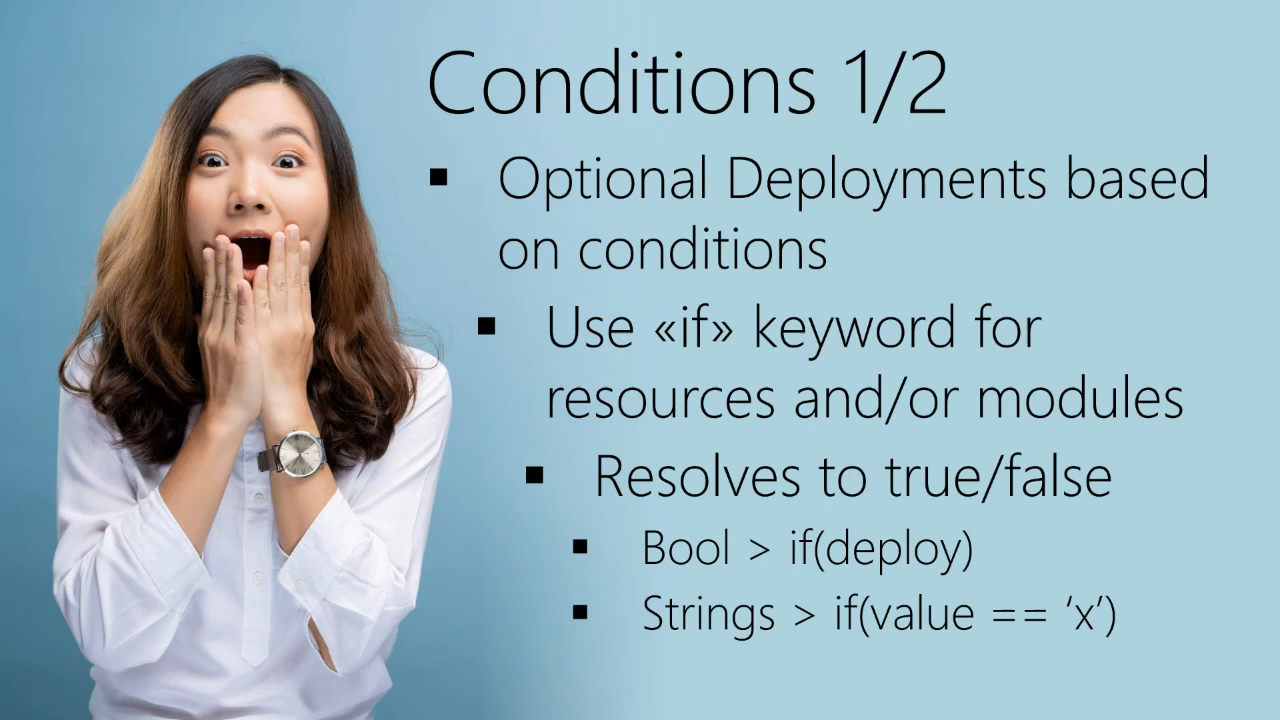 Conditions 1/2
▪ Optional Deployments based
on conditions
▪ Use «if» keyword for
resources and/or modules
▪ Resolves to true/false
▪ Bool > if(deploy)
▪ Strings > if(value == ‘x’)